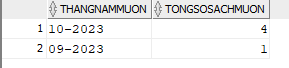 THANGNAMMUON TONGSOSACHMUON
1 10-2023 4
2 09-2023 1